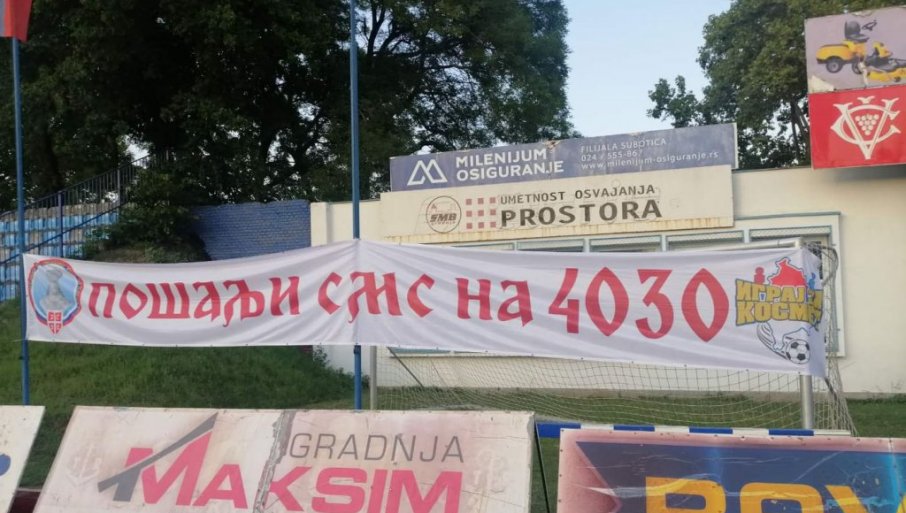 MILENIJUM
OSIGURANJE
FILIJALA SUBOTICA
024 / 555-867
www.milenijum-osiguranje.rs
SMB
UMETNOST OSVAJANJA
PROSTORA
ПОШАЉИ СМС НА 4030
ИГРАЈ
КОСМ
GRADNJA
MAKSIM